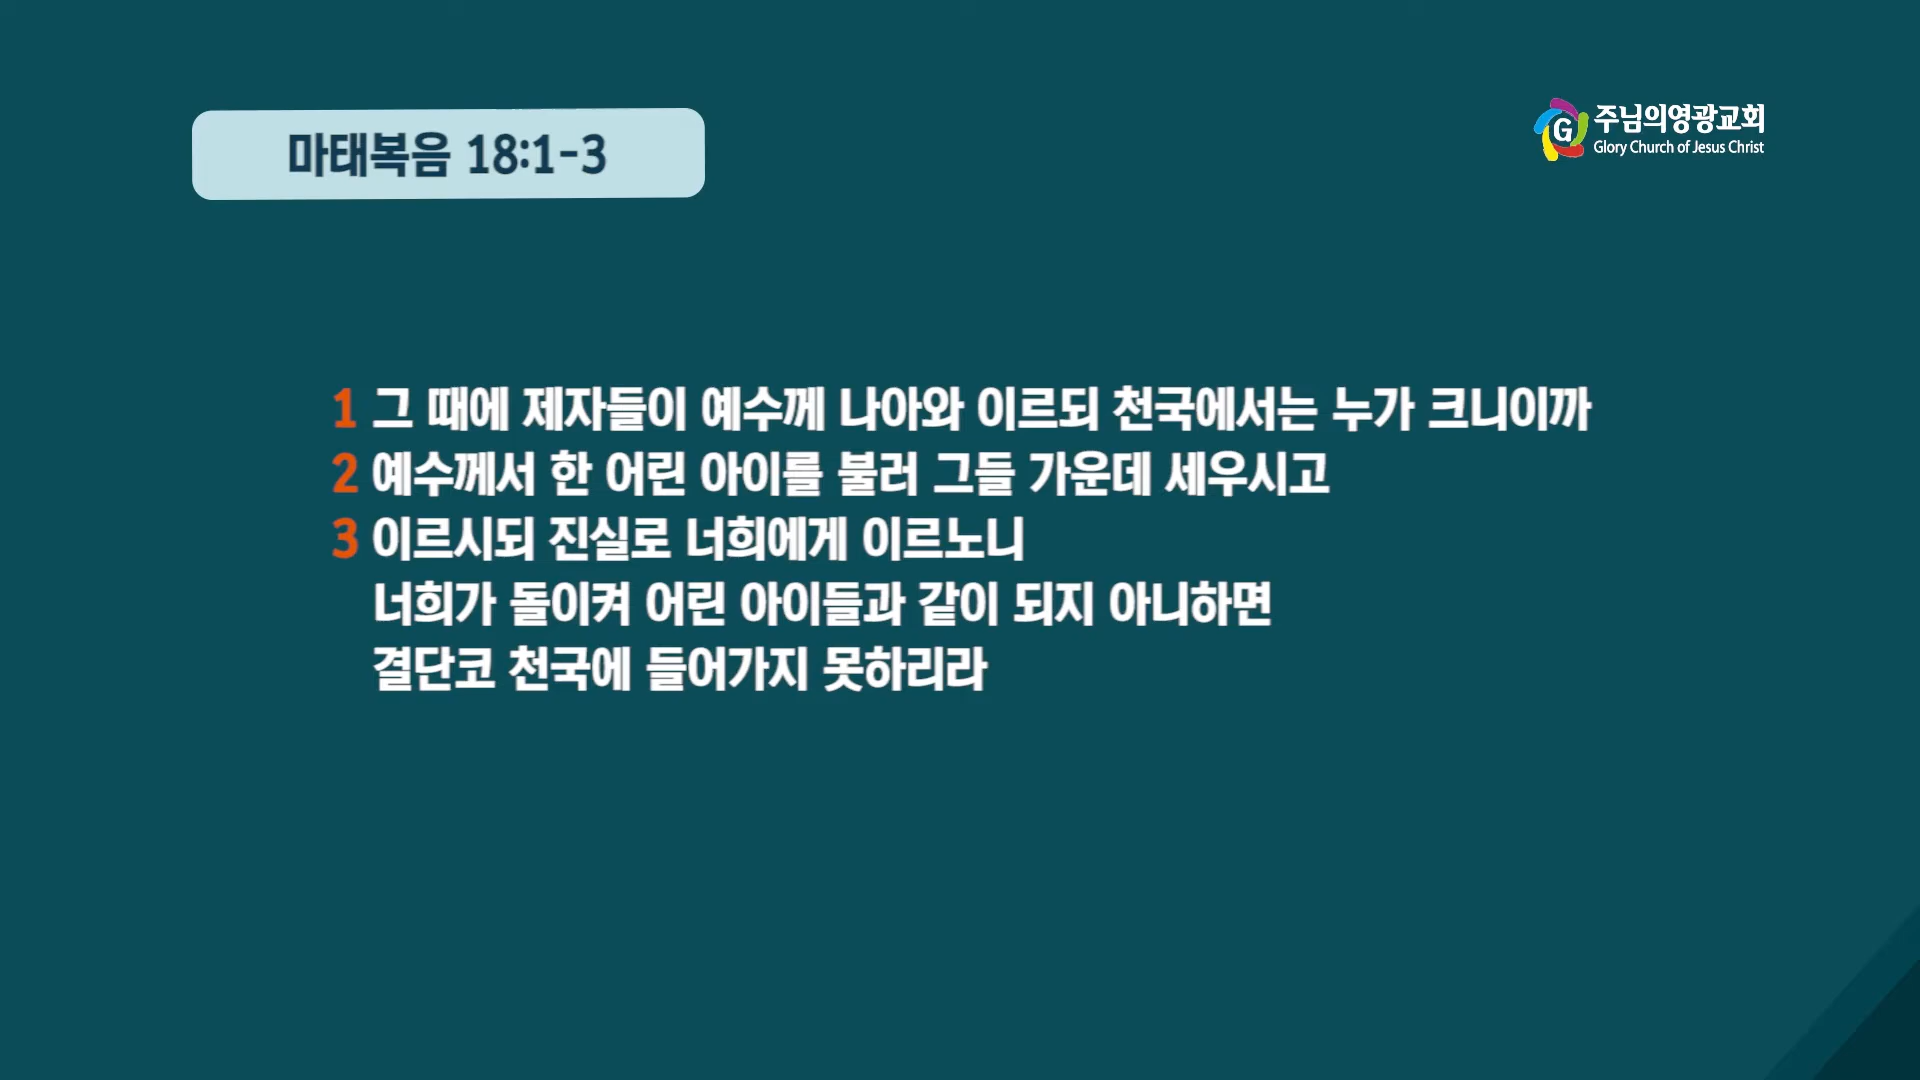 마태복음 18:1-3
주님의영광교회
Glory Church of Jesus Christ
1 그 때에 제자들이 예수께 나아와 이르되 천국에서는 누가 크니이까
2 예수께서 한 어린 아이를 불러 그들 가운데 세우시고
3 이르시되 진실로 너희에게 이르노니
너희가 돌이켜 어린 아이들과 같이 되지 아니하면
결단코 천국에 들어가지 못하리라